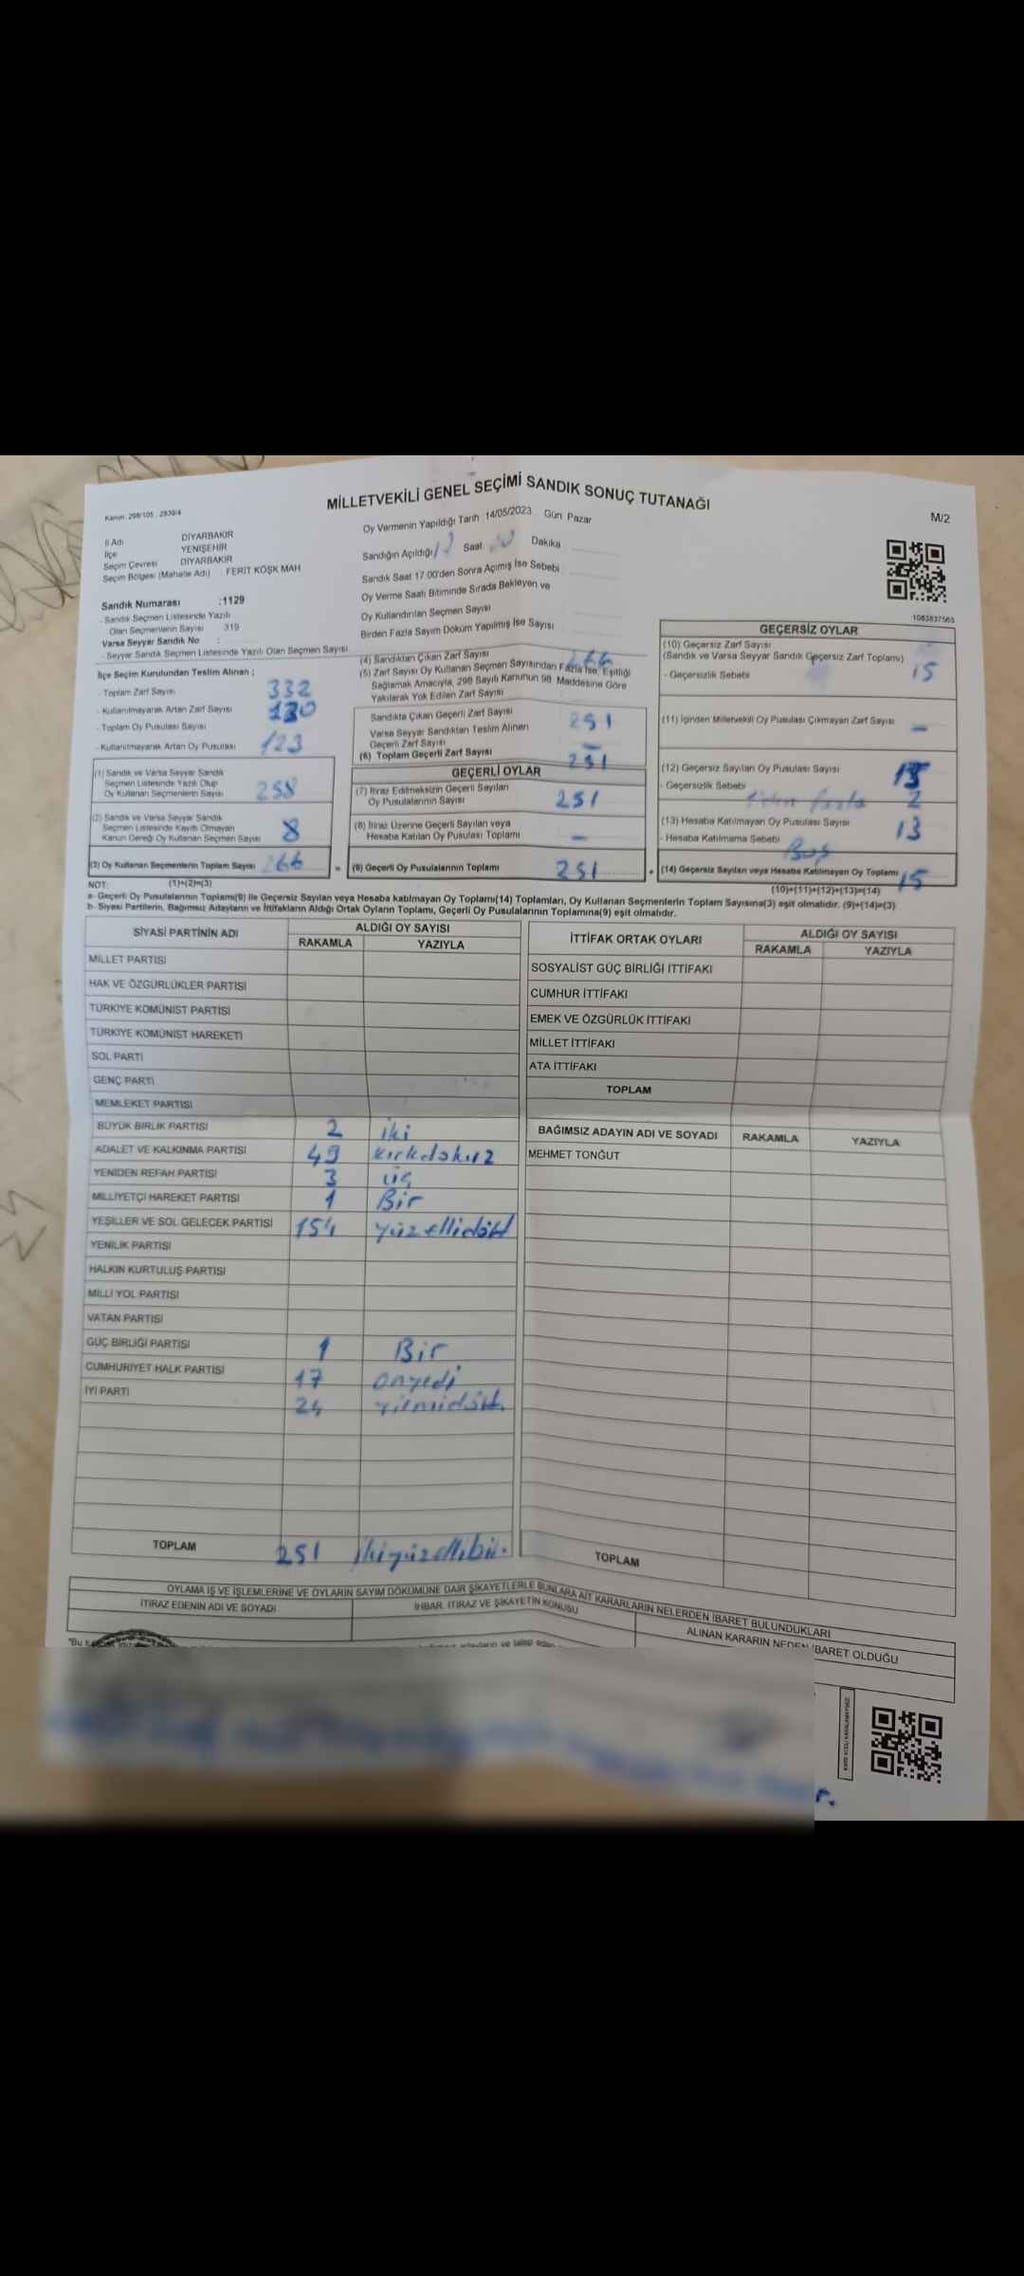 MİLLETVEKİLİ GENEL SEÇİMİ SANDIK SONUÇ TUTANAĞI
Kanun: 298/105 , 2839/4
M/2
İl Adı DİYARBAKIR
İlçe YENİŞEHİR
Seçim Çevresi DİYARBAKIR
Seçim Bölgesi (Mahalle Adı) FERİT KÖŞK MAH
Oy Vermenin Yapıldığı Tarih 14/05/2023 Gün Pazar
Sandığın Açıldığı Saat Dakika
Sandık Saat 17.00'den Sonra Açımış İse Sebebi
Oy Verme Saati Bitiminde Sırada Bekleyen ve
Oy Kullandırılan Seçmen Sayısı
Birden Fazla Sayım Döküm Yapılmış İse Sayısı
Sandık Numarası :1129
- Sandık Seçmen Listesinde Yazılı
Olan Seçmenlerin Sayısı 319
Varsa Seyyar Sandık No :
- Seyyar Sandık Seçmen Listesinde Yazılı Olan Seçmen Sayısı
1083837565
İlçe Seçim Kurulundan Teslim Alınan ;
- Toplam Zarf Sayısı 332
- Kullanılmayarak Artan Zarf Sayısı 130
- Toplam Oy Pusulası Sayısı
- Kullanılmayarak Artan Oy Pusulası 123
(1) Sandık ve Varsa Seyyar Sandık
Seçmen Listesinde Yazılı Olup
Oy Kullanan Seçmenlerin Sayısı 258
(2) Sandık ve Varsa Seyyar Sandık
Seçmen Listesinde Kayıtlı Olmayan
Kanun Gereği Oy Kullanan Seçmen Sayısı 8
(3) Oy Kullanan Seçmenlerin Toplam Sayısı 266
(4) Sandıktan Çıkan Zarf Sayısı 266
(5) Zarf Sayısı Oy Kullanan Seçmen Sayısından Fazla İse, Eşitliği
Sağlamak Amacıyla, 298 Sayılı Kanunun 98. Maddesine Göre
Yakılarak Yok Edilen Zarf Sayısı
Sandıkta Çıkan Geçerli Zarf Sayısı 251
Varsa Seyyar Sandıktan Teslim Alınan
Geçerli Zarf Sayısı –
(6) Toplam Geçerli Zarf Sayısı 251
GEÇERLİ OYLAR
(7) İtiraz Edilmeksizin Geçerli Sayılan
Oy Pusulalarının Sayısı 251
(8) İtiraz Üzerine Geçerli Sayılan veya
Hesaba Katılan Oy Pusulası Toplamı –
= (9) Geçerli Oy Pusulalarının Toplamı 251
GEÇERSİZ OYLAR
(10) Geçersiz Zarf Sayısı
(Sandık ve Varsa Seyyar Sandık Geçersiz Zarf Toplamı)
- Geçersizlik Sebebi 15
(11) İçinden Milletvekili Oy Pusulası Çıkmayan Zarf Sayısı –
(12) Geçersiz Sayılan Oy Pusulası Sayısı
- Geçersizlik Sebebi fazla 2
(13) Hesaba Katılmayan Oy Pusulası Sayısı 13
- Hesaba Katılmama Sebebi Boş
+ (14) Geçersiz Sayılan veya Hesaba Katılmayan Oy Toplamı 15
NOT: (1)+(2)=(3) (10)+(11)+(12)+(13)=(14)
a- Geçerli Oy Pusulalarının Toplamı(9) ile Geçersiz Sayılan veya Hesaba katılmayan Oy Toplamı(14) Toplamları, Oy Kullanan Seçmenlerin Toplam Sayısına(3) eşit olmalıdır. (9)+(14)=(3)
b- Siyasi Partilerin, Bağımsız Adayların ve İttifakların Aldığı Ortak Oyların Toplamı, Geçerli Oy Pusulalarının Toplamına(9) eşit olmalıdır.
SİYASİ PARTİNİN ADI ALDIĞI OY SAYISI
RAKAMLA YAZIYLA
MİLLET PARTİSİ
HAK VE ÖZGÜRLÜKLER PARTİSİ
TÜRKİYE KOMÜNİST PARTİSİ
TÜRKİYE KOMÜNİST HAREKETİ
SOL PARTİ
GENÇ PARTİ
MEMLEKET PARTİSİ
BÜYÜK BİRLİK PARTİSİ 2 iki
ADALET VE KALKINMA PARTİSİ 49 kırkdokuz
YENİDEN REFAH PARTİSİ 3 üç
MİLLİYETÇİ HAREKET PARTİSİ 1 Bir
YEŞİLLER VE SOL GELECEK PARTİSİ 154 yüzellidört
YENİLİK PARTİSİ
HALKIN KURTULUŞ PARTİSİ
MİLLİ YOL PARTİSİ
VATAN PARTİSİ
GÜÇ BİRLİĞİ PARTİSİ 1 Bir
CUMHURİYET HALK PARTİSİ 17 onyedi
İYİ PARTİ 24 yirmidört.
TOPLAM 251 ikiyüzellibir.
İTTİFAK ORTAK OYLARI ALDIĞI OY SAYISI
RAKAMLA YAZIYLA
SOSYALİST GÜÇ BİRLİĞİ İTTİFAKI
CUMHUR İTTİFAKI
EMEK VE ÖZGÜRLÜK İTTİFAKI
MİLLET İTTİFAKI
ATA İTTİFAKI
TOPLAM
BAĞIMSIZ ADAYIN ADI VE SOYADI RAKAMLA YAZIYLA
MEHMET TONĞUT
TOPLAM
OYLAMA İŞ VE İŞLEMLERİNE VE OYLARIN SAYIM DÖKÜMÜNE DAİR ŞİKAYETLERLE BUNLARA AİT KARARLARIN NELERDEN İBARET BULUNDUKLARI
İTİRAZ EDENİN ADI VE SOYADI İHBAR, İTİRAZ VE ŞİKAYETİN KONUSU ALINAN KARARIN NEDEN İBARET OLDUĞU
"Bu